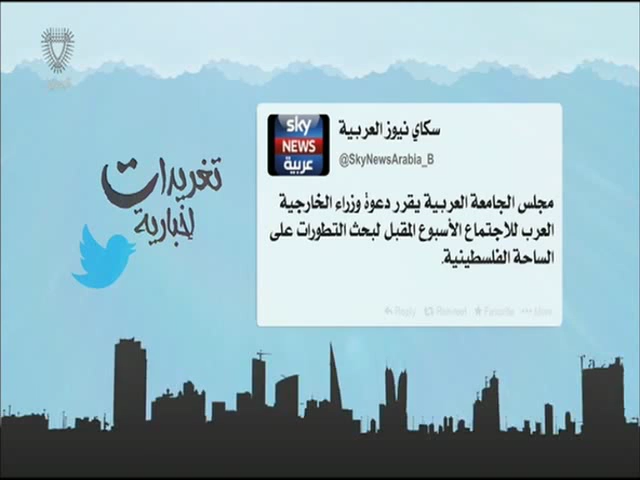 تغريدات
إخبارية
sky
NEWS
عربية
سكاي نيوز العربية
@SkyNewsArabia_B
مجلس الجامعة العربية يقرر دعوة وزراء الخارجية
العرب للاجتماع الأسبوع المقبل لبحث التطورات على
الساحة الفلسطينية.
Reply Retweet Favorite More